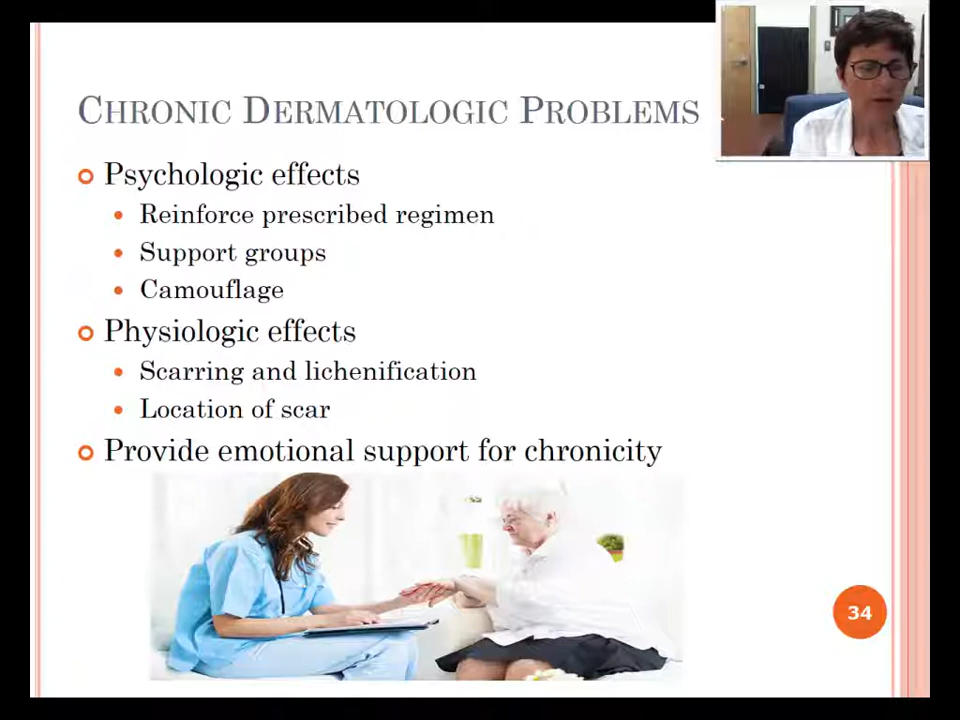 CHRONIC DERMATOLOGIC PROBLEMS
Psychologic effects
Reinforce prescribed regimen
Support groups
Camouflage
Physiologic effects
Scarring and lichenification
Location of scar
Provide emotional support for chronicity
34